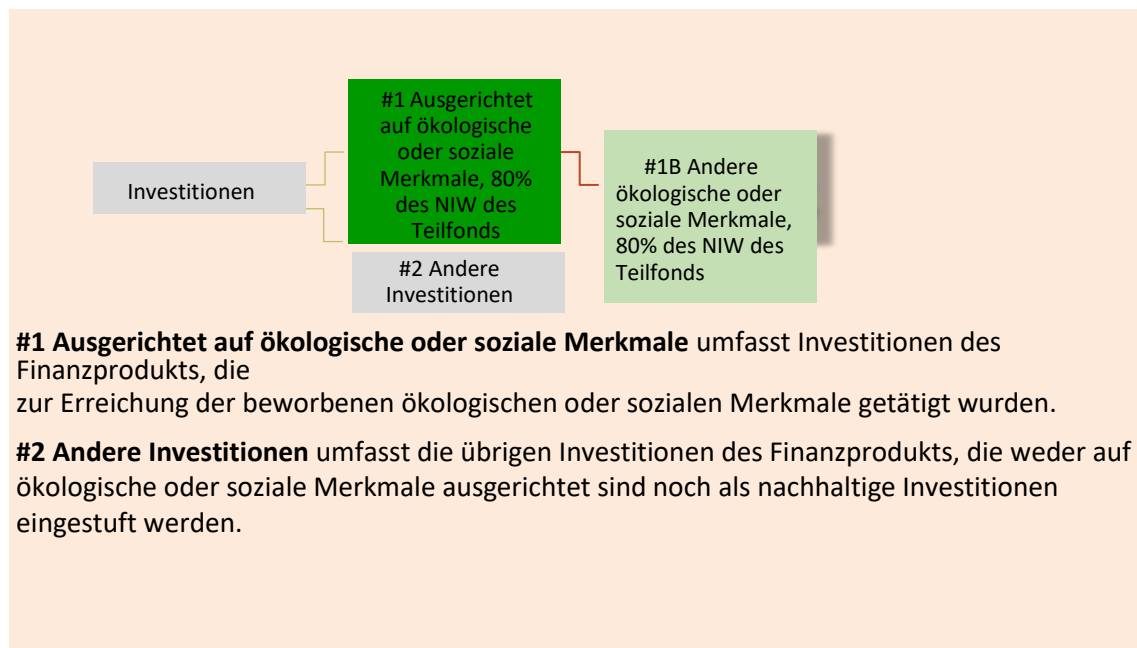 #1 Ausgerichtet
auf ökologische
oder soziale
Merkmale, 80%
des NIW des
Teilfonds
Investitionen
#1B Andere
ökologische oder
soziale Merkmale,
80% des NIW des
Teilfonds
#2 Andere
Investitionen
#1 Ausgerichtet auf ökologische oder soziale Merkmale umfasst Investitionen des
Finanzprodukts, die
zur Erreichung der beworbenen ökologischen oder sozialen Merkmale getätigt wurden.
#2 Andere Investitionen umfasst die übrigen Investitionen des Finanzprodukts, die weder auf
ökologische oder soziale Merkmale ausgerichtet sind noch als nachhaltige Investitionen
eingestuft werden.